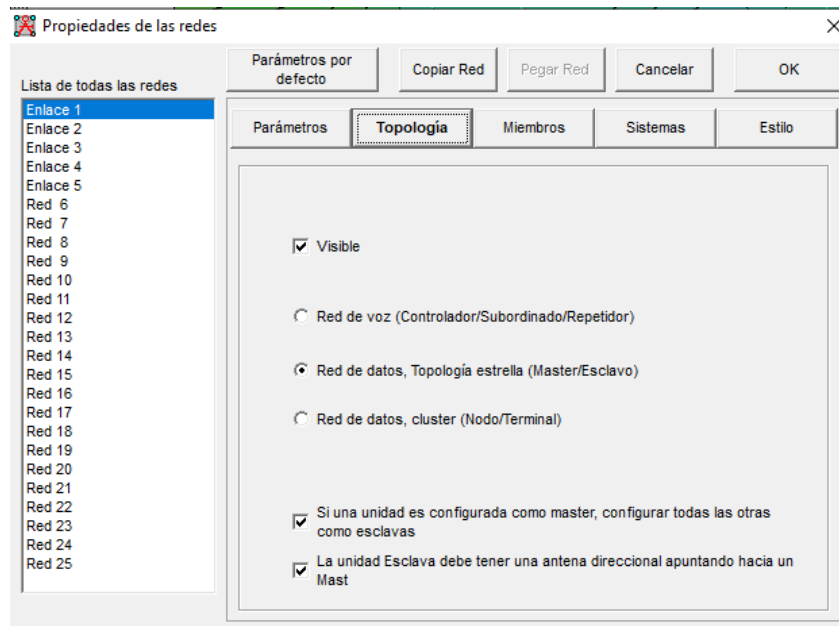 Propiedades de las redes
Lista de todas las redes
Parámetros por
defecto
Copiar Red
Pegar Red
Cancelar
OK
Enlace 1
Enlace 2
Enlace 3
Enlace 4
Enlace 5
Red  6
Red  7
Red  8
Red  9
Red 10
Red 11
Red 12
Red 13
Red 14
Red 15
Red 16
Red 17
Red 18
Red 19
Red 20
Red 21
Red 22
Red 23
Red 24
Red 25
Parámetros
Topología
Miembros
Sistemas
Estilo
Visible
Red de voz (Controlador/Subordinado/Repetidor)
Red de datos, Topología estrella (Master/Esclavo)
Red de datos, cluster (Nodo/Terminal)
Si una unidad es configurada como master, configurar todas las otras
como esclavas
La unidad Esclava debe tener una antena direccional apuntando hacia un
Mast